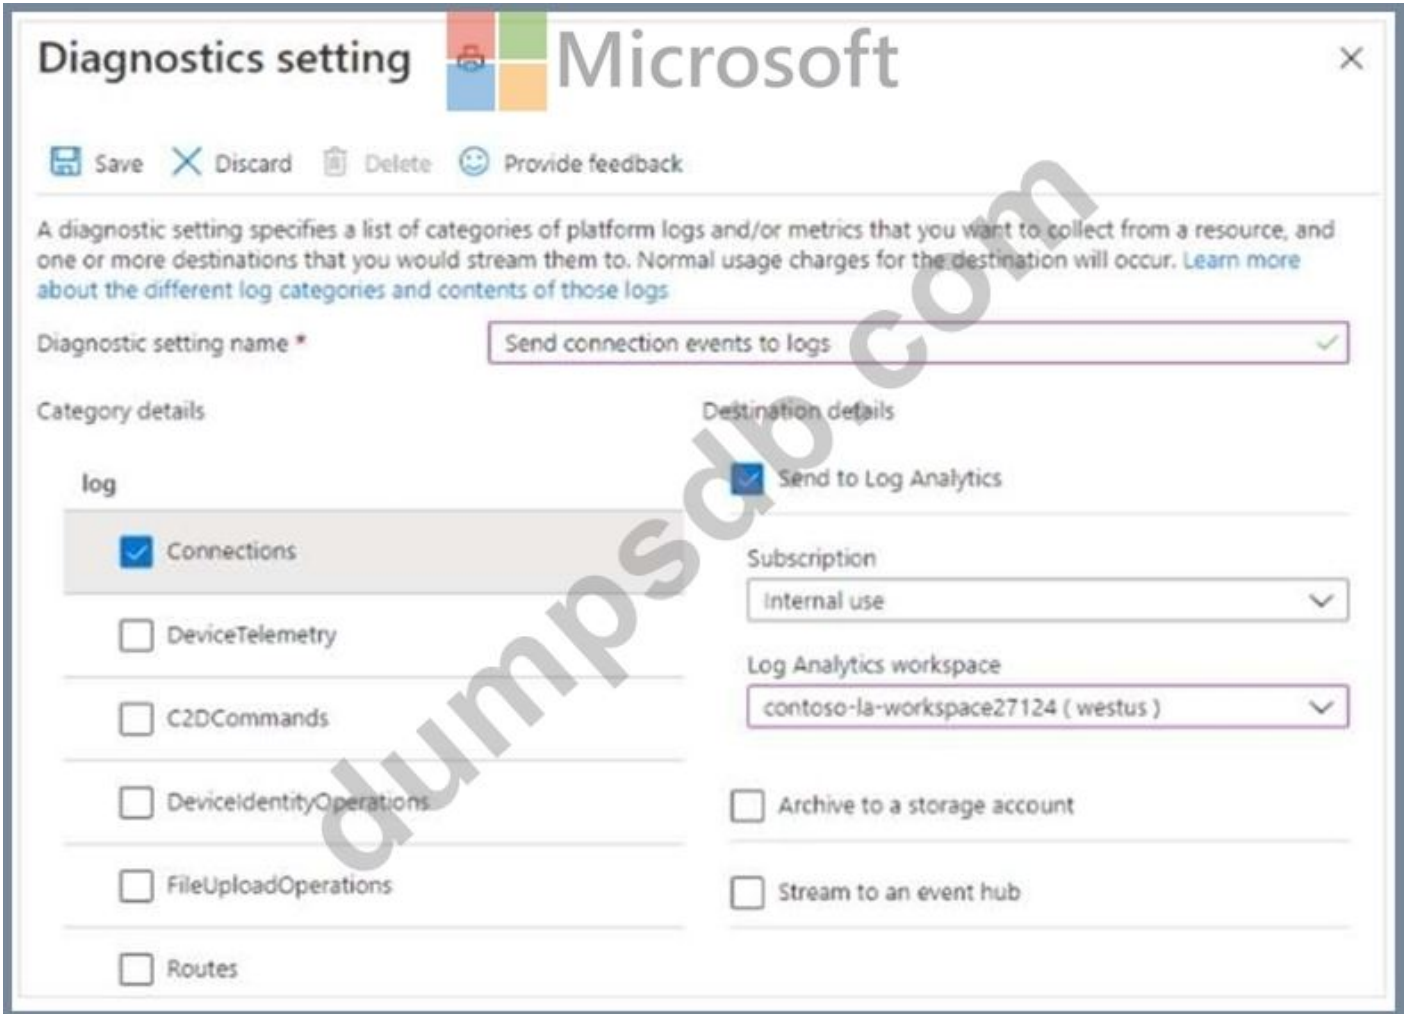 Diagnostics setting
Microsoft
Save Discard Delete Provide feedback
A diagnostic setting specifies a list of categories of platform logs and/or metrics that you want to collect from a resource, and
one or more destinations that you would stream them to. Normal usage charges for the destination will occur. Learn more
about the different log categories and contents of those logs
Diagnostic setting name *
Send connection events to logs
Category details
log
Connections
DeviceTelemetry
C2DCommands
DeviceIdentityOperations
FileUploadOperations
Routes
Destination details
Send to Log Analytics
Subscription
Internal use
Log Analytics workspace
contoso-la-workspace27124 ( westus )
Archive to a storage account
Stream to an event hub
dumpsdb.com